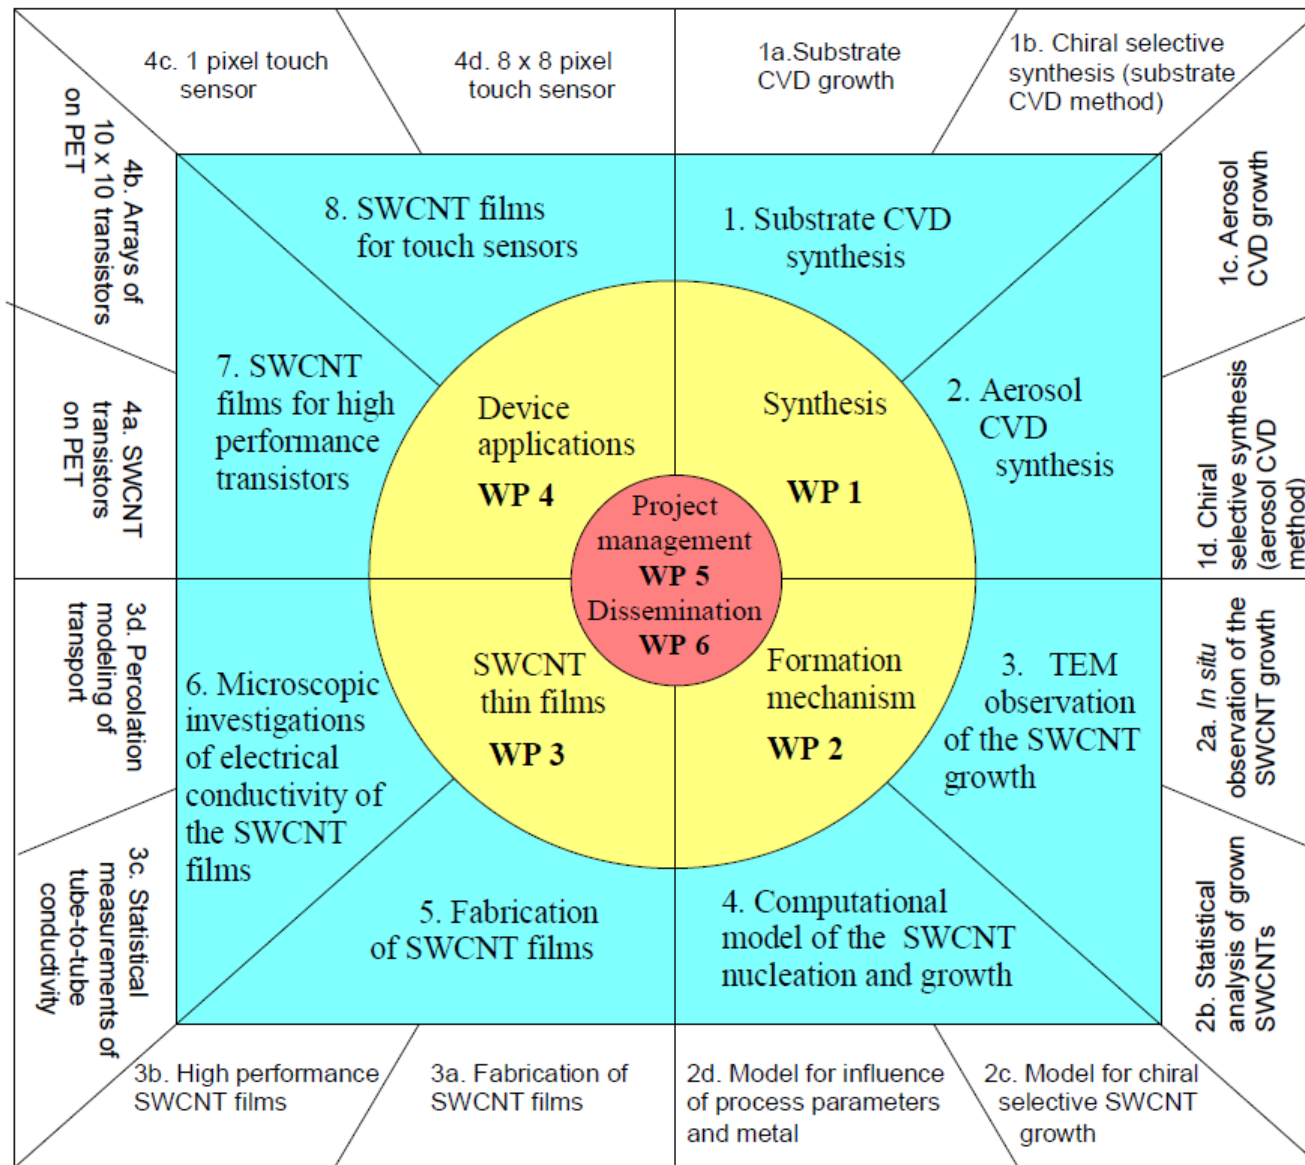 4c. 1 pixel touch
sensor
4d. 8 x 8 pixel
touch sensor
1a.Substrate
CVD growth
1b. Chiral selective
synthesis (substrate
CVD method)
4b. Arrays of
10 x 10 transistors
on PET
8. SWCNT films
for touch sensors
1. Substrate CVD
synthesis
1c. Aerosol
CVD growth
7. SWCNT
films for high
performance
transistors
Device
applications
WP 4
Synthesis
WP 1
2. Aerosol
CVD
synthesis
4a. SWCNT
transistors
on PET
1d. Chiral
selective synthesis
(aerosol CVD
method)
Project
management
WP 5
Dissemination
WP 6
3d. Percolation
modeling of
transport
6. Microscopic
investigations
of electrical
conductivity of
the SWCNT
films
SWCNT
thin films
WP 3
Formation
mechanism
WP 2
3. TEM
observation
of the SWCNT
growth
2a. In situ
observation of the
SWCNT growth
3c. Statistical
measurements of
tube-to-tube
conductivity
5. Fabrication
of SWCNT films
4. Computational
model of the SWCNT
nucleation and growth
2b. Statistical
analysis of grown
SWCNTs
3b. High performance
SWCNT films
3a. Fabrication of
SWCNT films
2d. Model for influence
of process parameters
and metal
2c. Model for chiral
selective SWCNT
growth